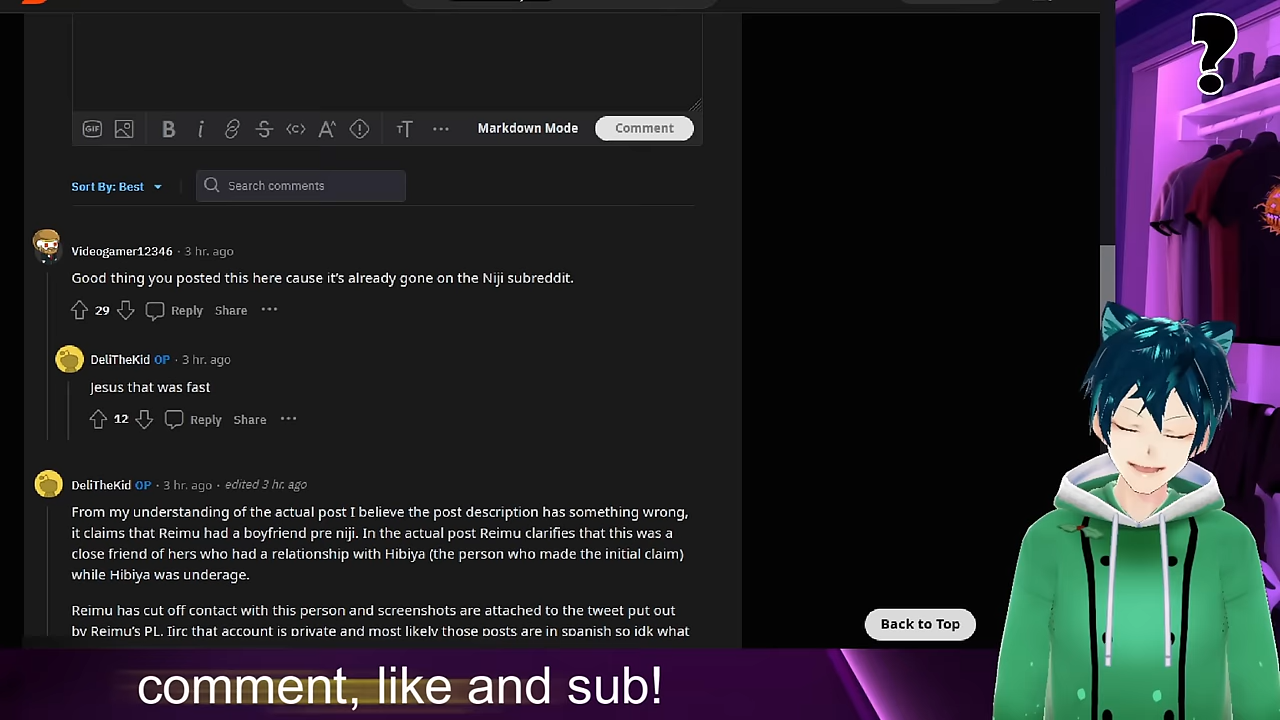 ?
GIF B i <c> A^ TT ... Markdown Mode Comment
Sort By: Best Search comments
Videogamer12346 · 3 hr. ago
Good thing you posted this here cause it’s already gone on the Niji subreddit.
29 Reply Share ...
DeliTheKid OP · 3 hr. ago
Jesus that was fast
12 Reply Share ...
DeliTheKid OP · 3 hr. ago · edited 3 hr. ago
From my understanding of the actual post I believe the post description has something wrong,
it claims that Reimu had a boyfriend pre niji. In the actual post Reimu clarifies that this was a
close friend of hers who had a relationship with Hibiya (the person who made the initial claim)
while Hibiya was underage.
Reimu has cut off contact with this person and screenshots are attached to the tweet put out
by Reimu’s PL. Iirc that account is private and most likely those posts are in spanish so idk what
Back to Top
comment, like and sub!